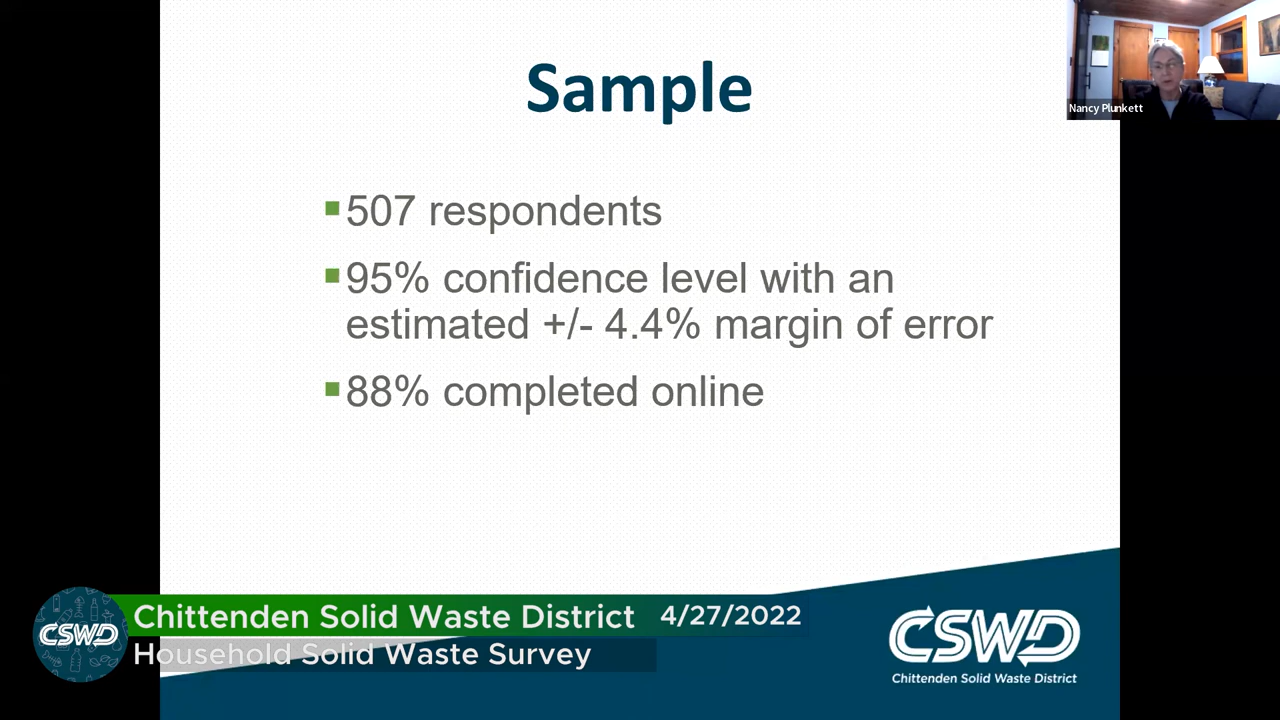 Sample
Nancy Plunkett
▪507 respondents
▪95% confidence level with an
estimated +/- 4.4% margin of error
▪88% completed online
CSWD
Chittenden Solid Waste District 4/27/2022
Household Solid Waste Survey
CSWD
Chittenden Solid Waste District